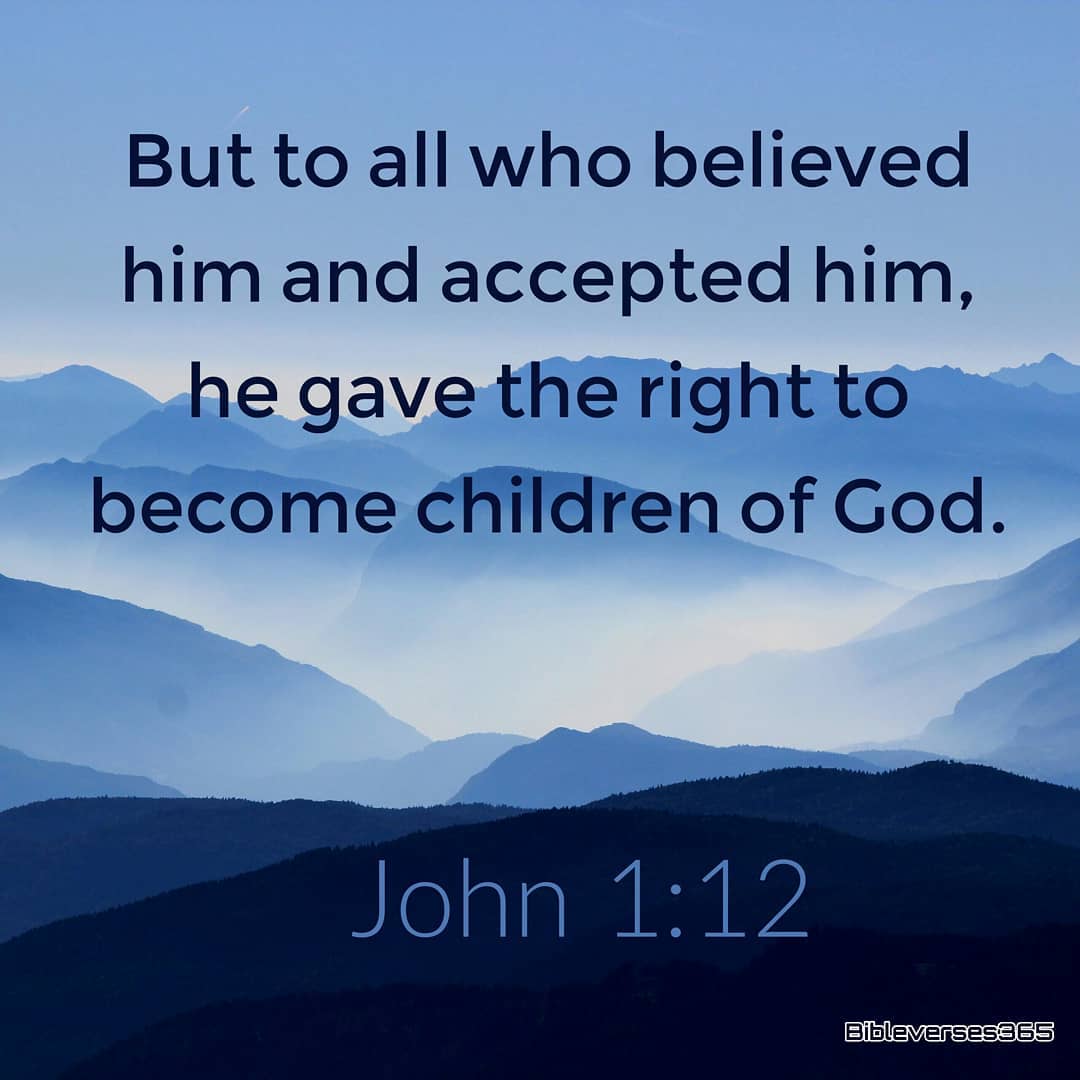 But to all who believed
him and accepted him,
he gave the right to
become children of God.
John 1:12
Bibleverses365